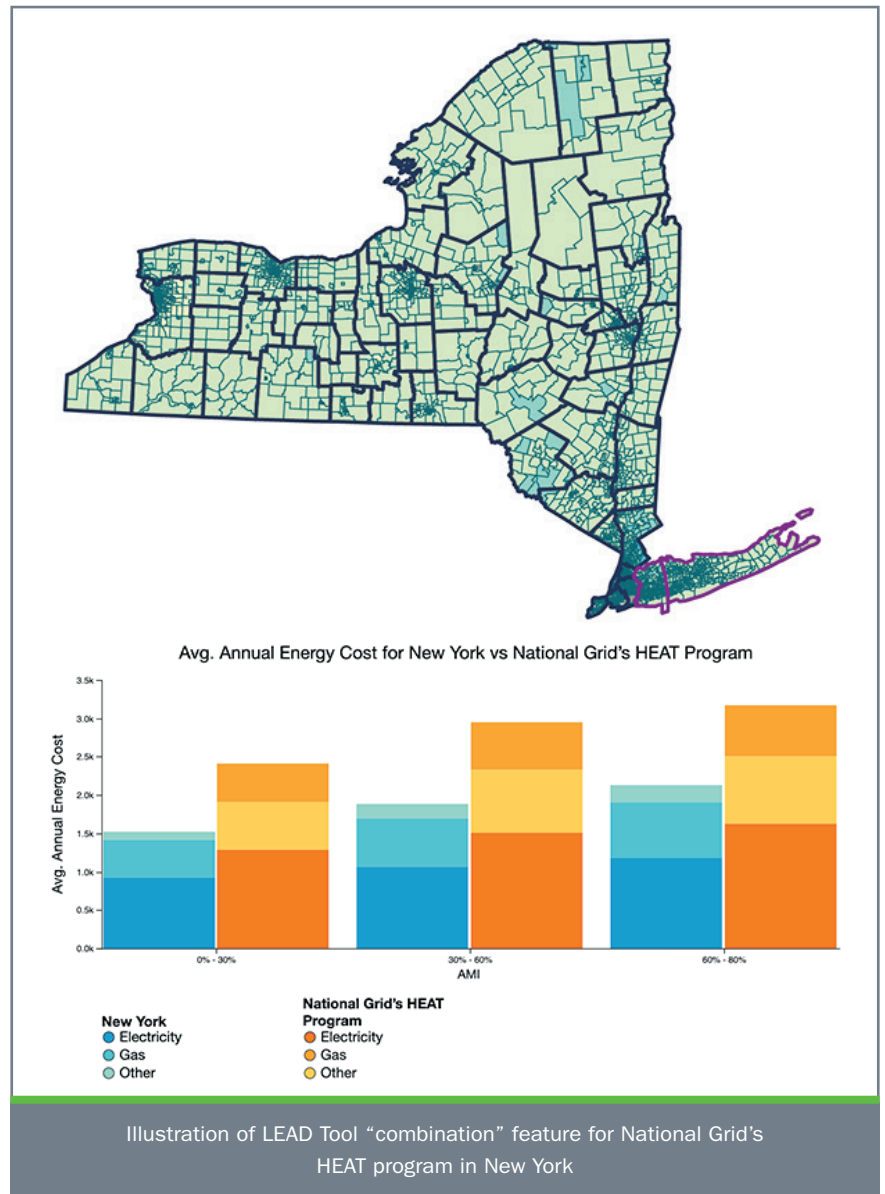 Avg. Annual Energy Cost for New York vs National Grid's HEAT Program
3.5k
3.0k
2.5k
2.0k
1.5k
1.0k
0.5k
0.0k
Avg. Annual Energy Cost
0% - 30%
30% - 60%
60% - 80%
AMI
New York
Electricity
Gas
Other
National Grid's HEAT
Program
Electricity
Gas
Other
Illustration of LEAD Tool “combination” feature for National Grid's
HEAT program in New York